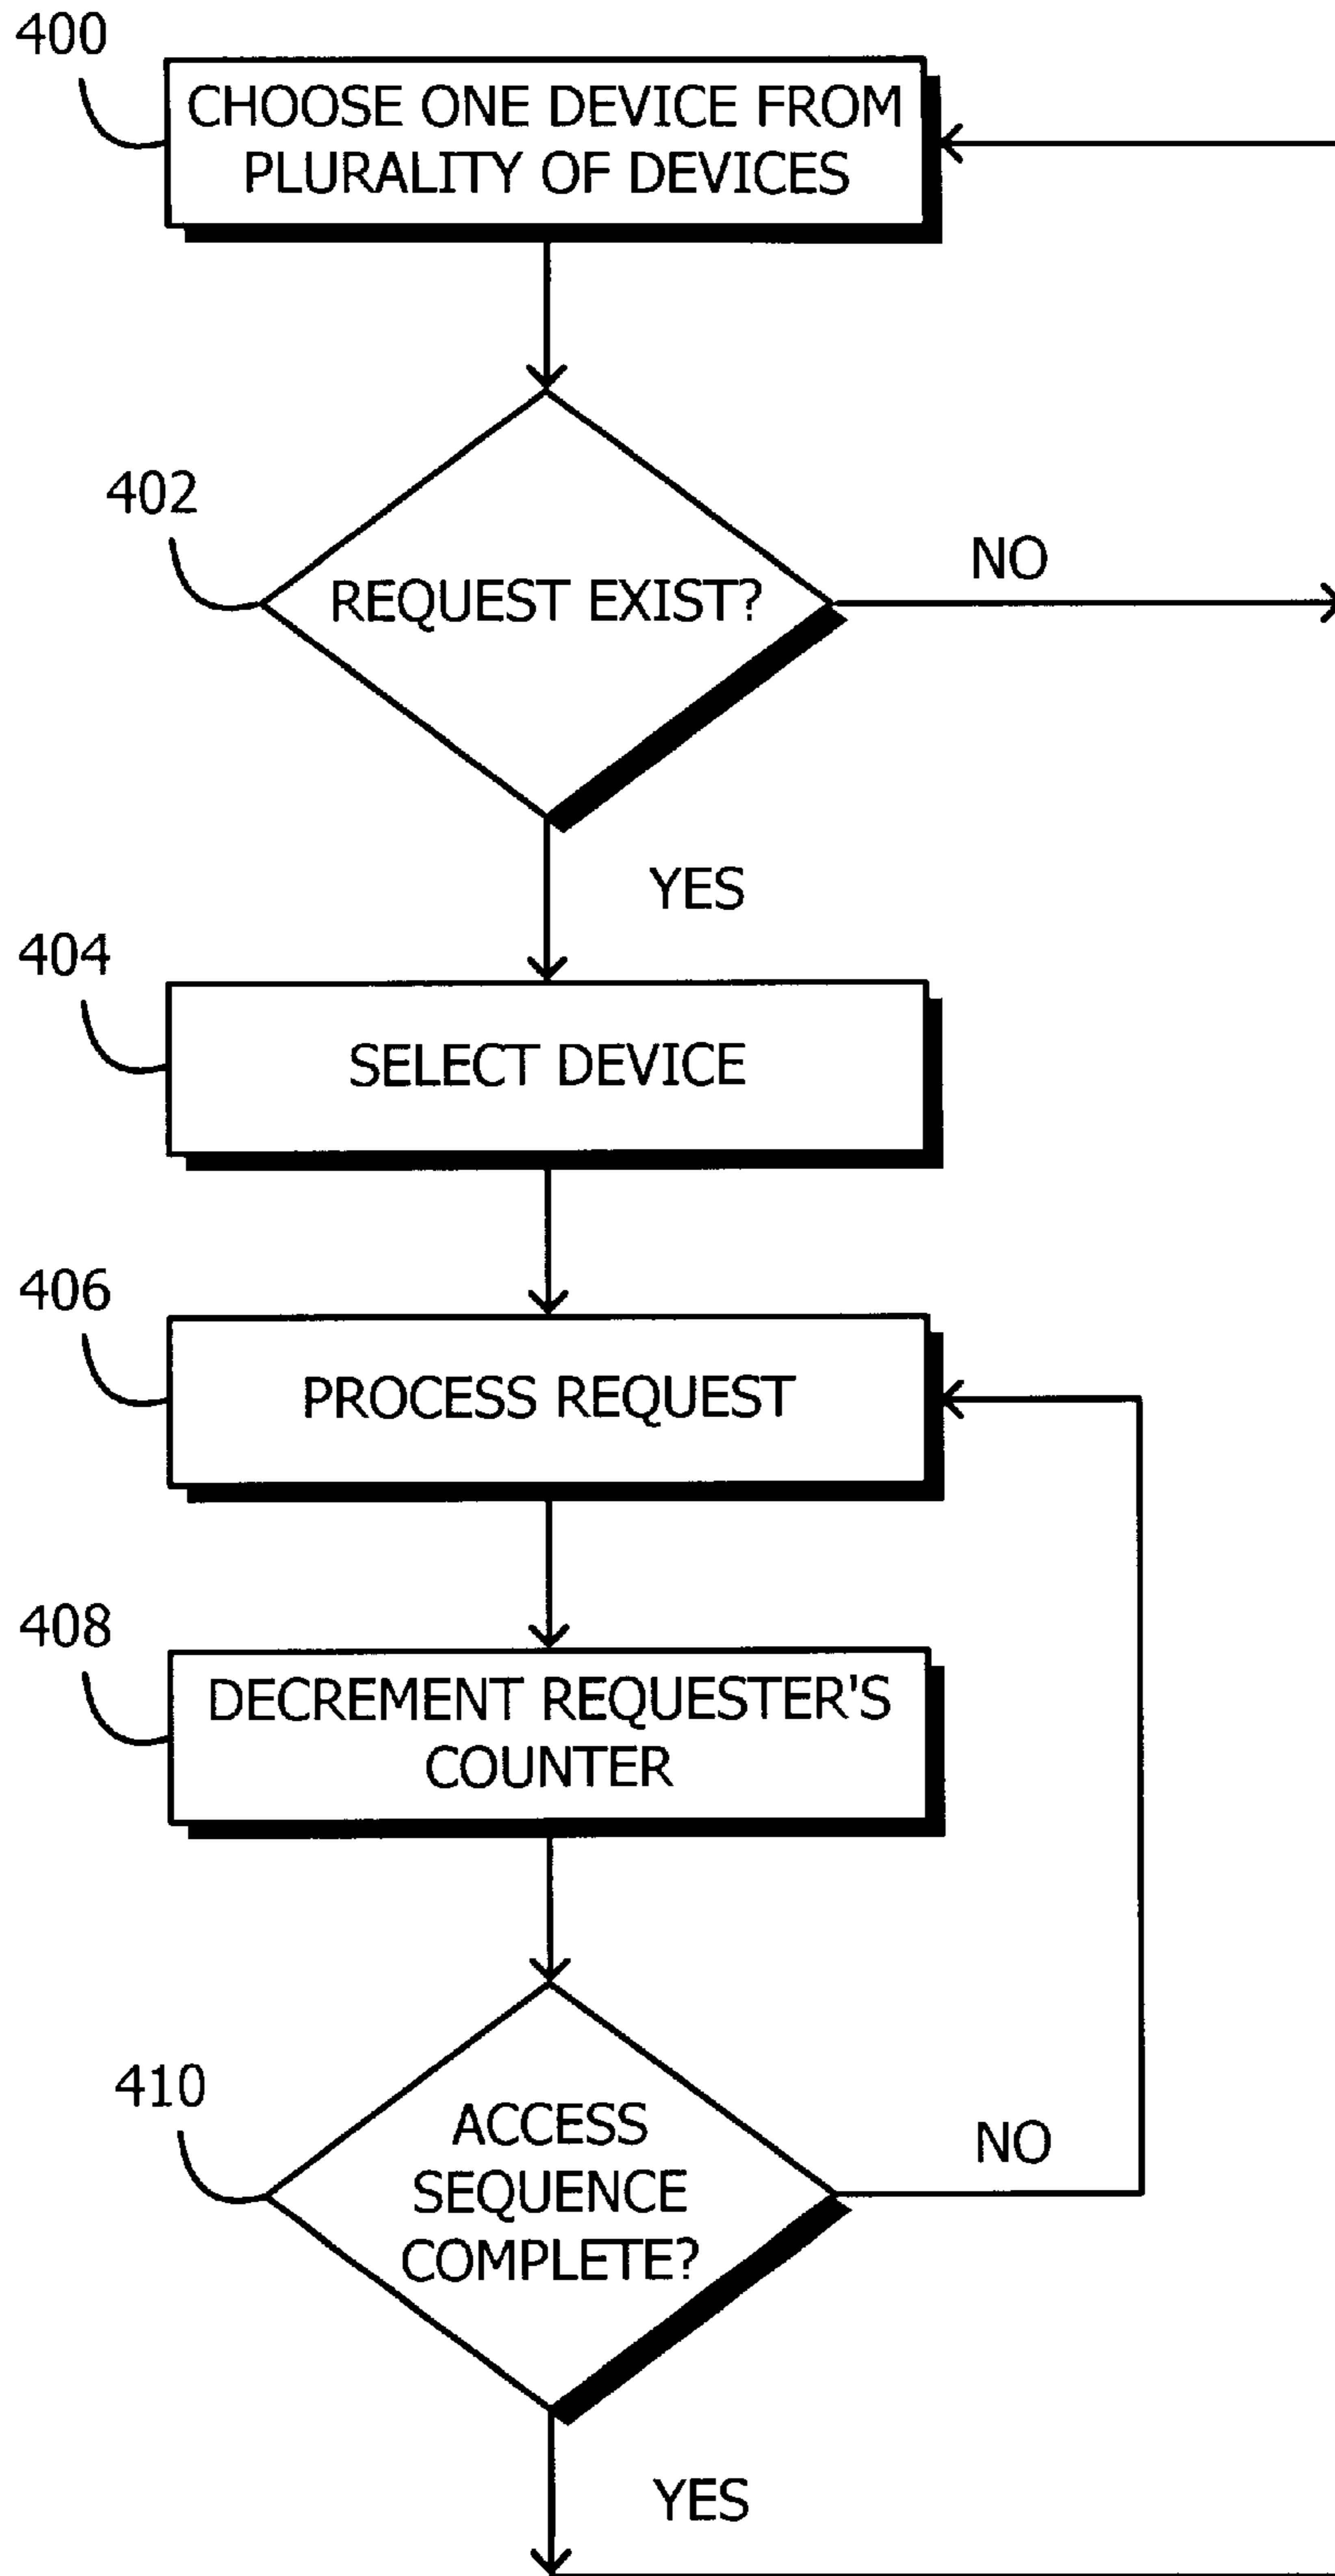 400
CHOOSE ONE DEVICE FROM
PLURALITY OF DEVICES
402
REQUEST EXIST?
NO
YES
404
SELECT DEVICE
406
PROCESS REQUEST
408
DECREMENT REQUESTER'S
COUNTER
410
ACCESS
SEQUENCE
COMPLETE?
NO
YES